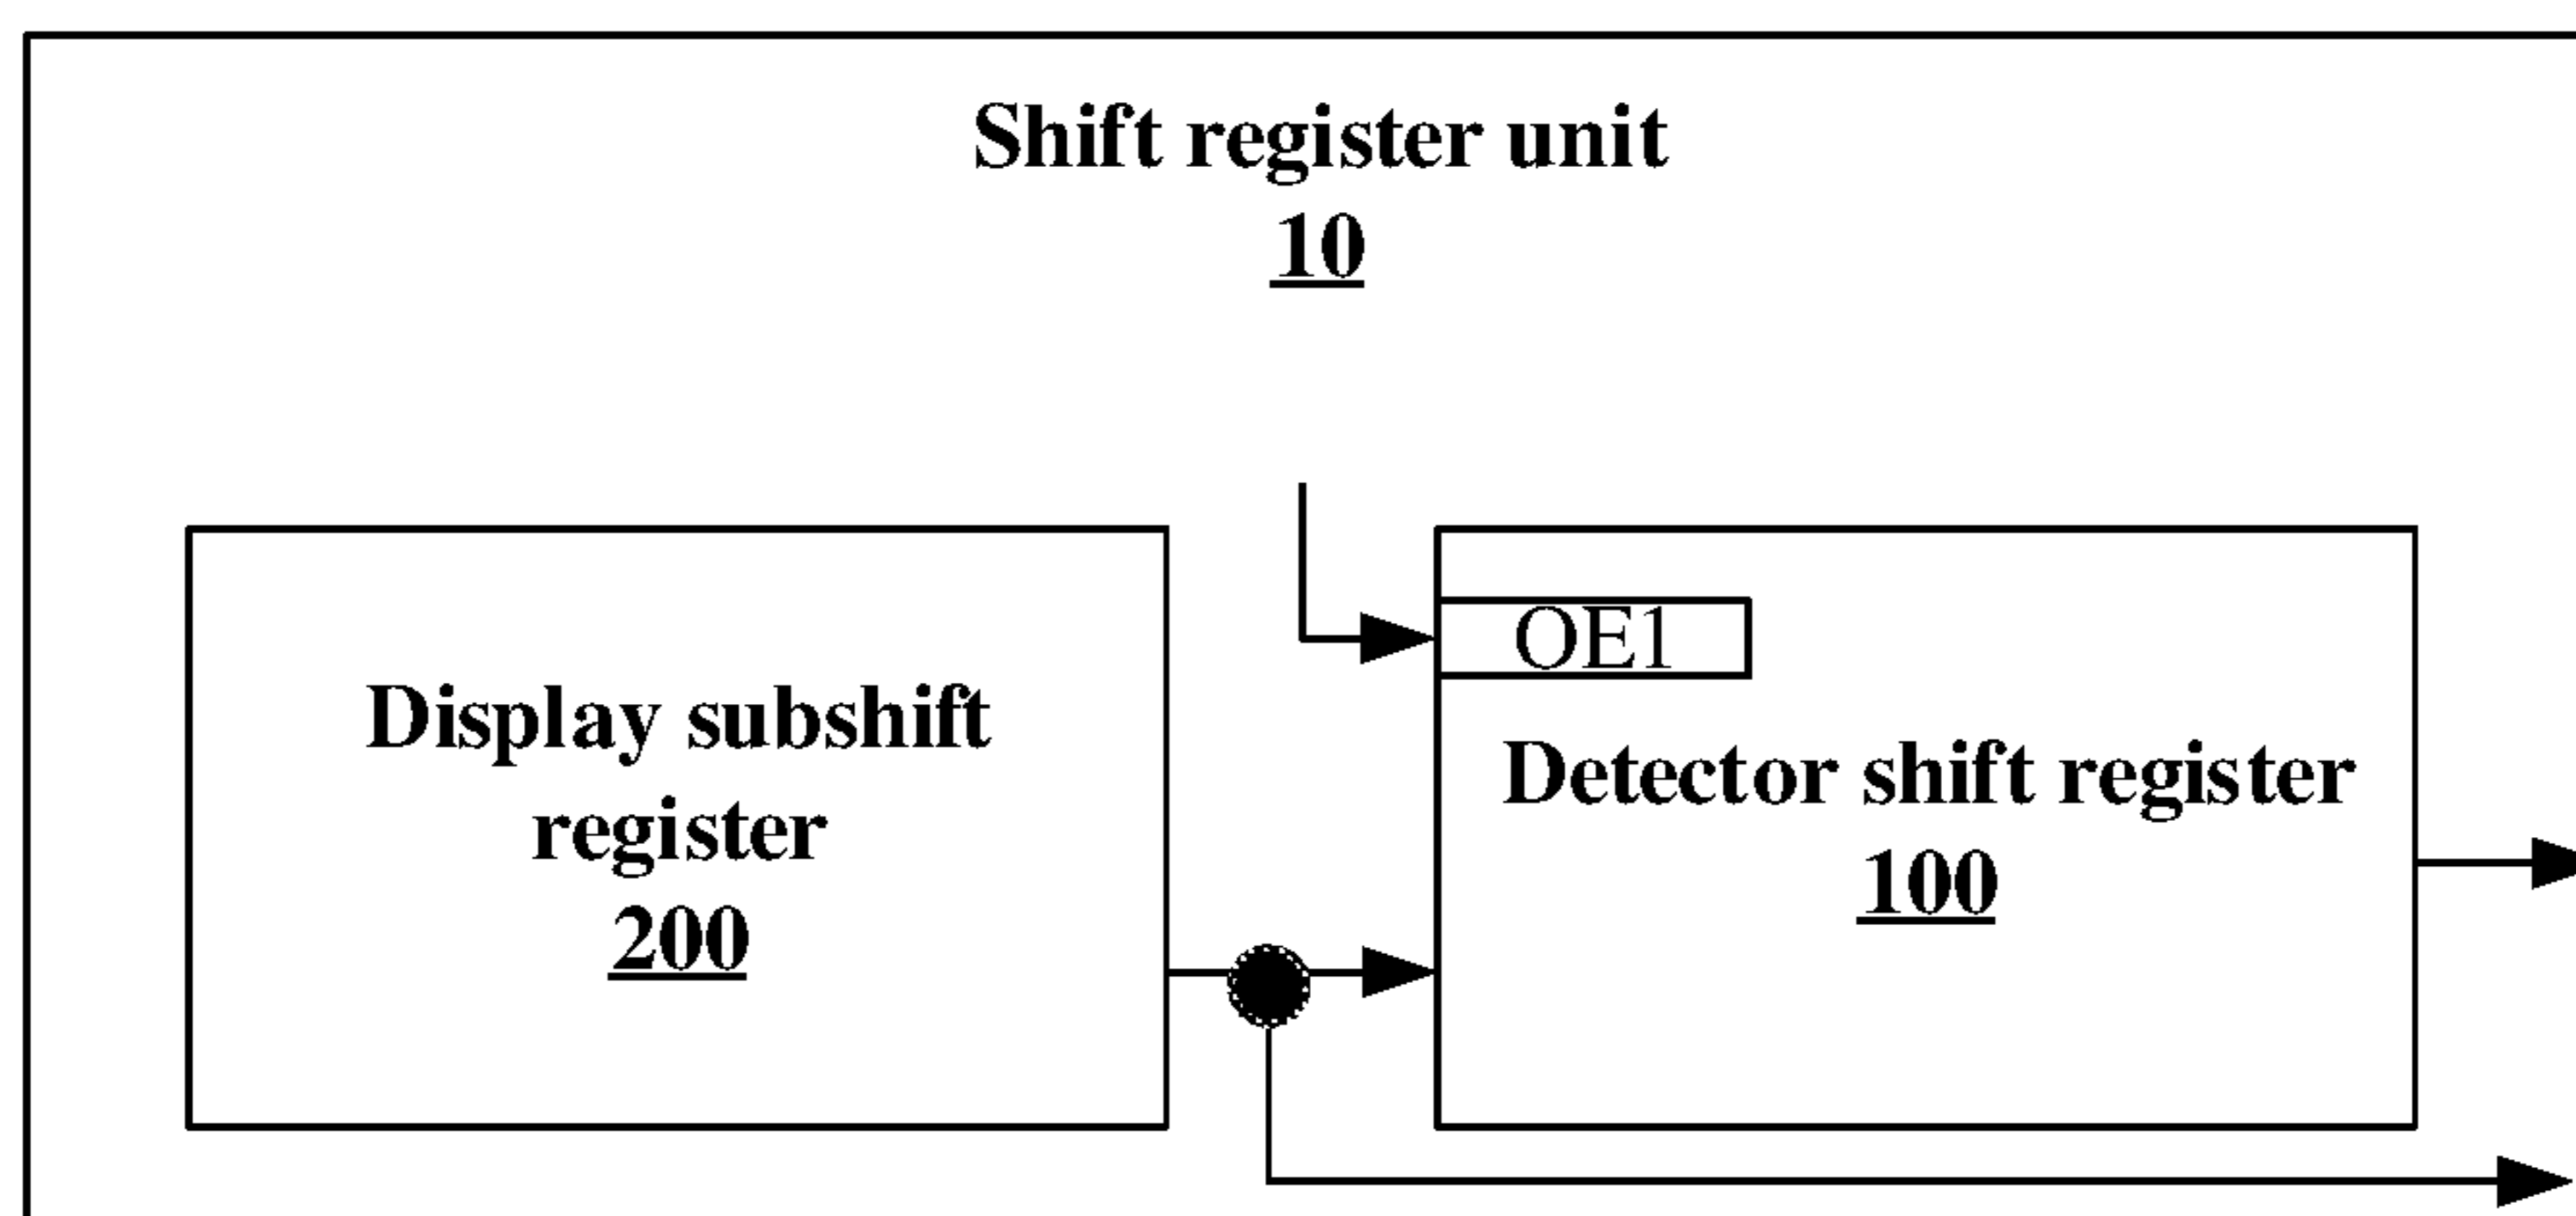 Shift register unit
10
Display subshift
register
200
OE1
Detector shift register
100